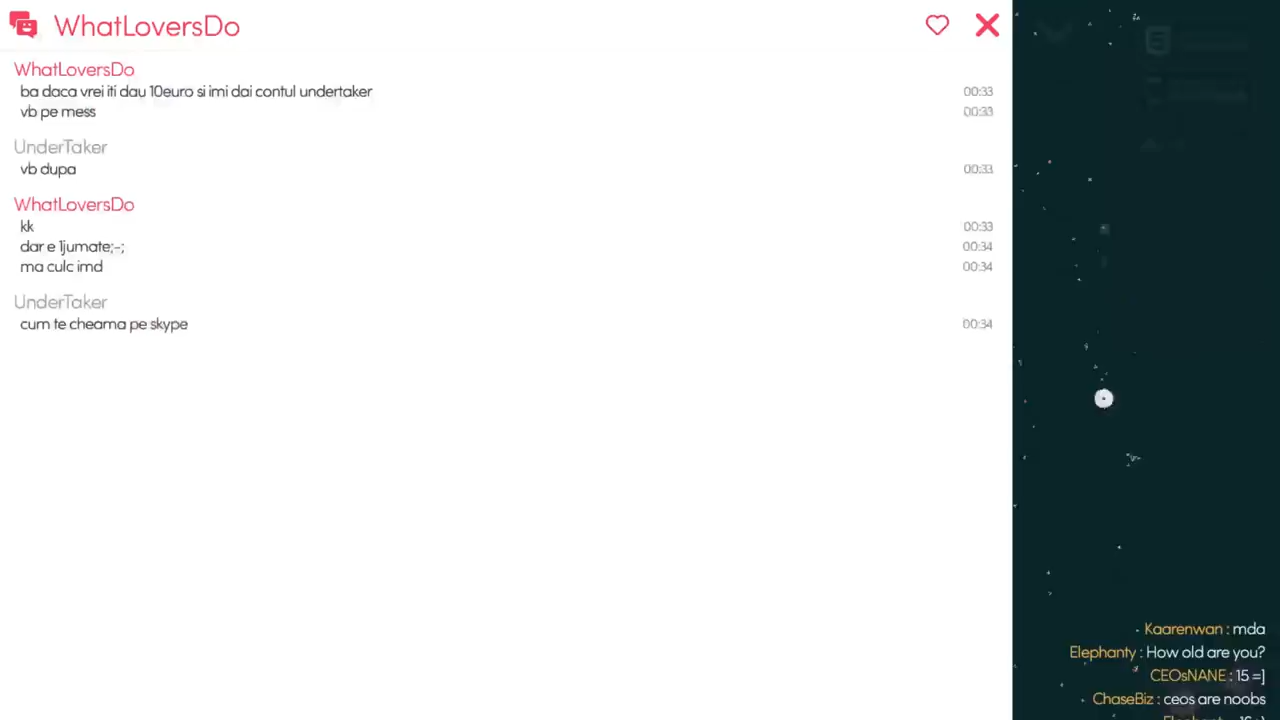 WhatLoversDo
WhatLoversDo
ba daca vrei iti dau 10euro si imi dai contul undertaker 00:33
vb pe mess 00:33
UnderTaker
vb dupa 00:33
WhatLoversDo
kk 00:33
dar e 1jumate;-; 00:34
ma culc imd 00:34
UnderTaker
cum te cheama pe skype 00:34
Kaarenwan : mda
Elephanty : How old are you?
CEOsNANE : 15 =]
ChaseBiz : ceos are noobs